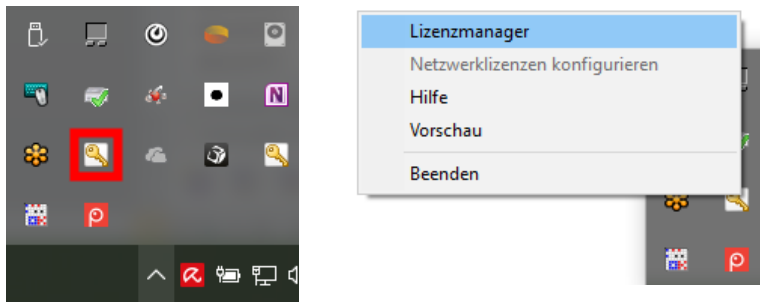 Lizenzmanager
Netzwerklizenzen konfigurieren
Hilfe
Vorschau
Beenden